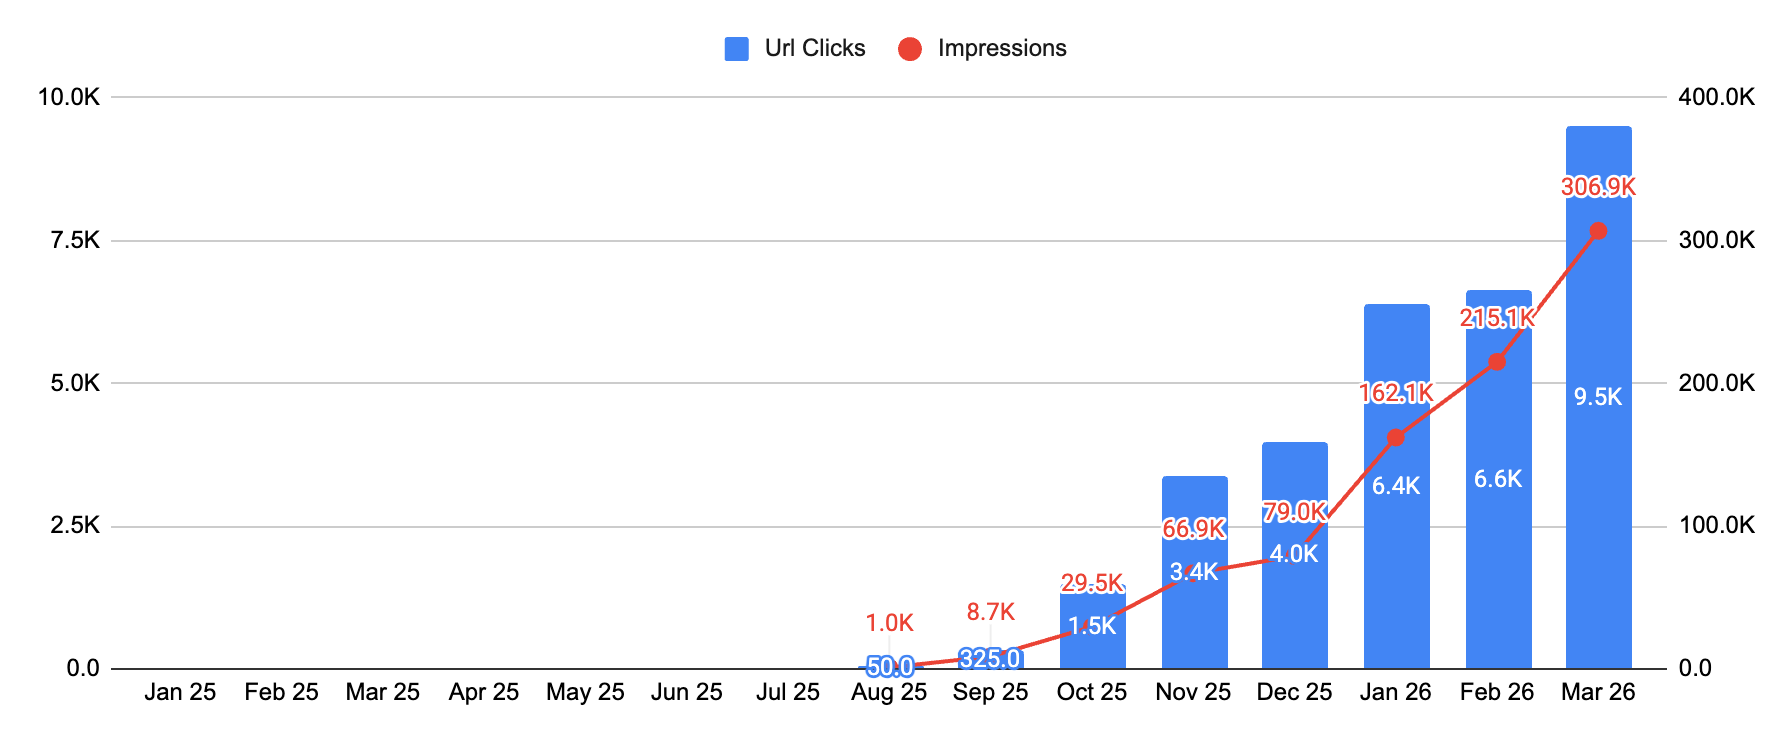 Url Clicks Impressions
10.0K 400.0K
306.9K
7.5K 300.0K
215.1K
5.0K 200.0K
162.1K 9.5K
6.4K 6.6K
2.5K 66.9K 79.0K 100.0K
3.4K 4.0K
29.5K
1.0K 8.7K 1.5K
0.0 50.0 325.0 0.0
Jan 25 Feb 25 Mar 25 Apr 25 May 25 Jun 25 Jul 25 Aug 25 Sep 25 Oct 25 Nov 25 Dec 25 Jan 26 Feb 26 Mar 26